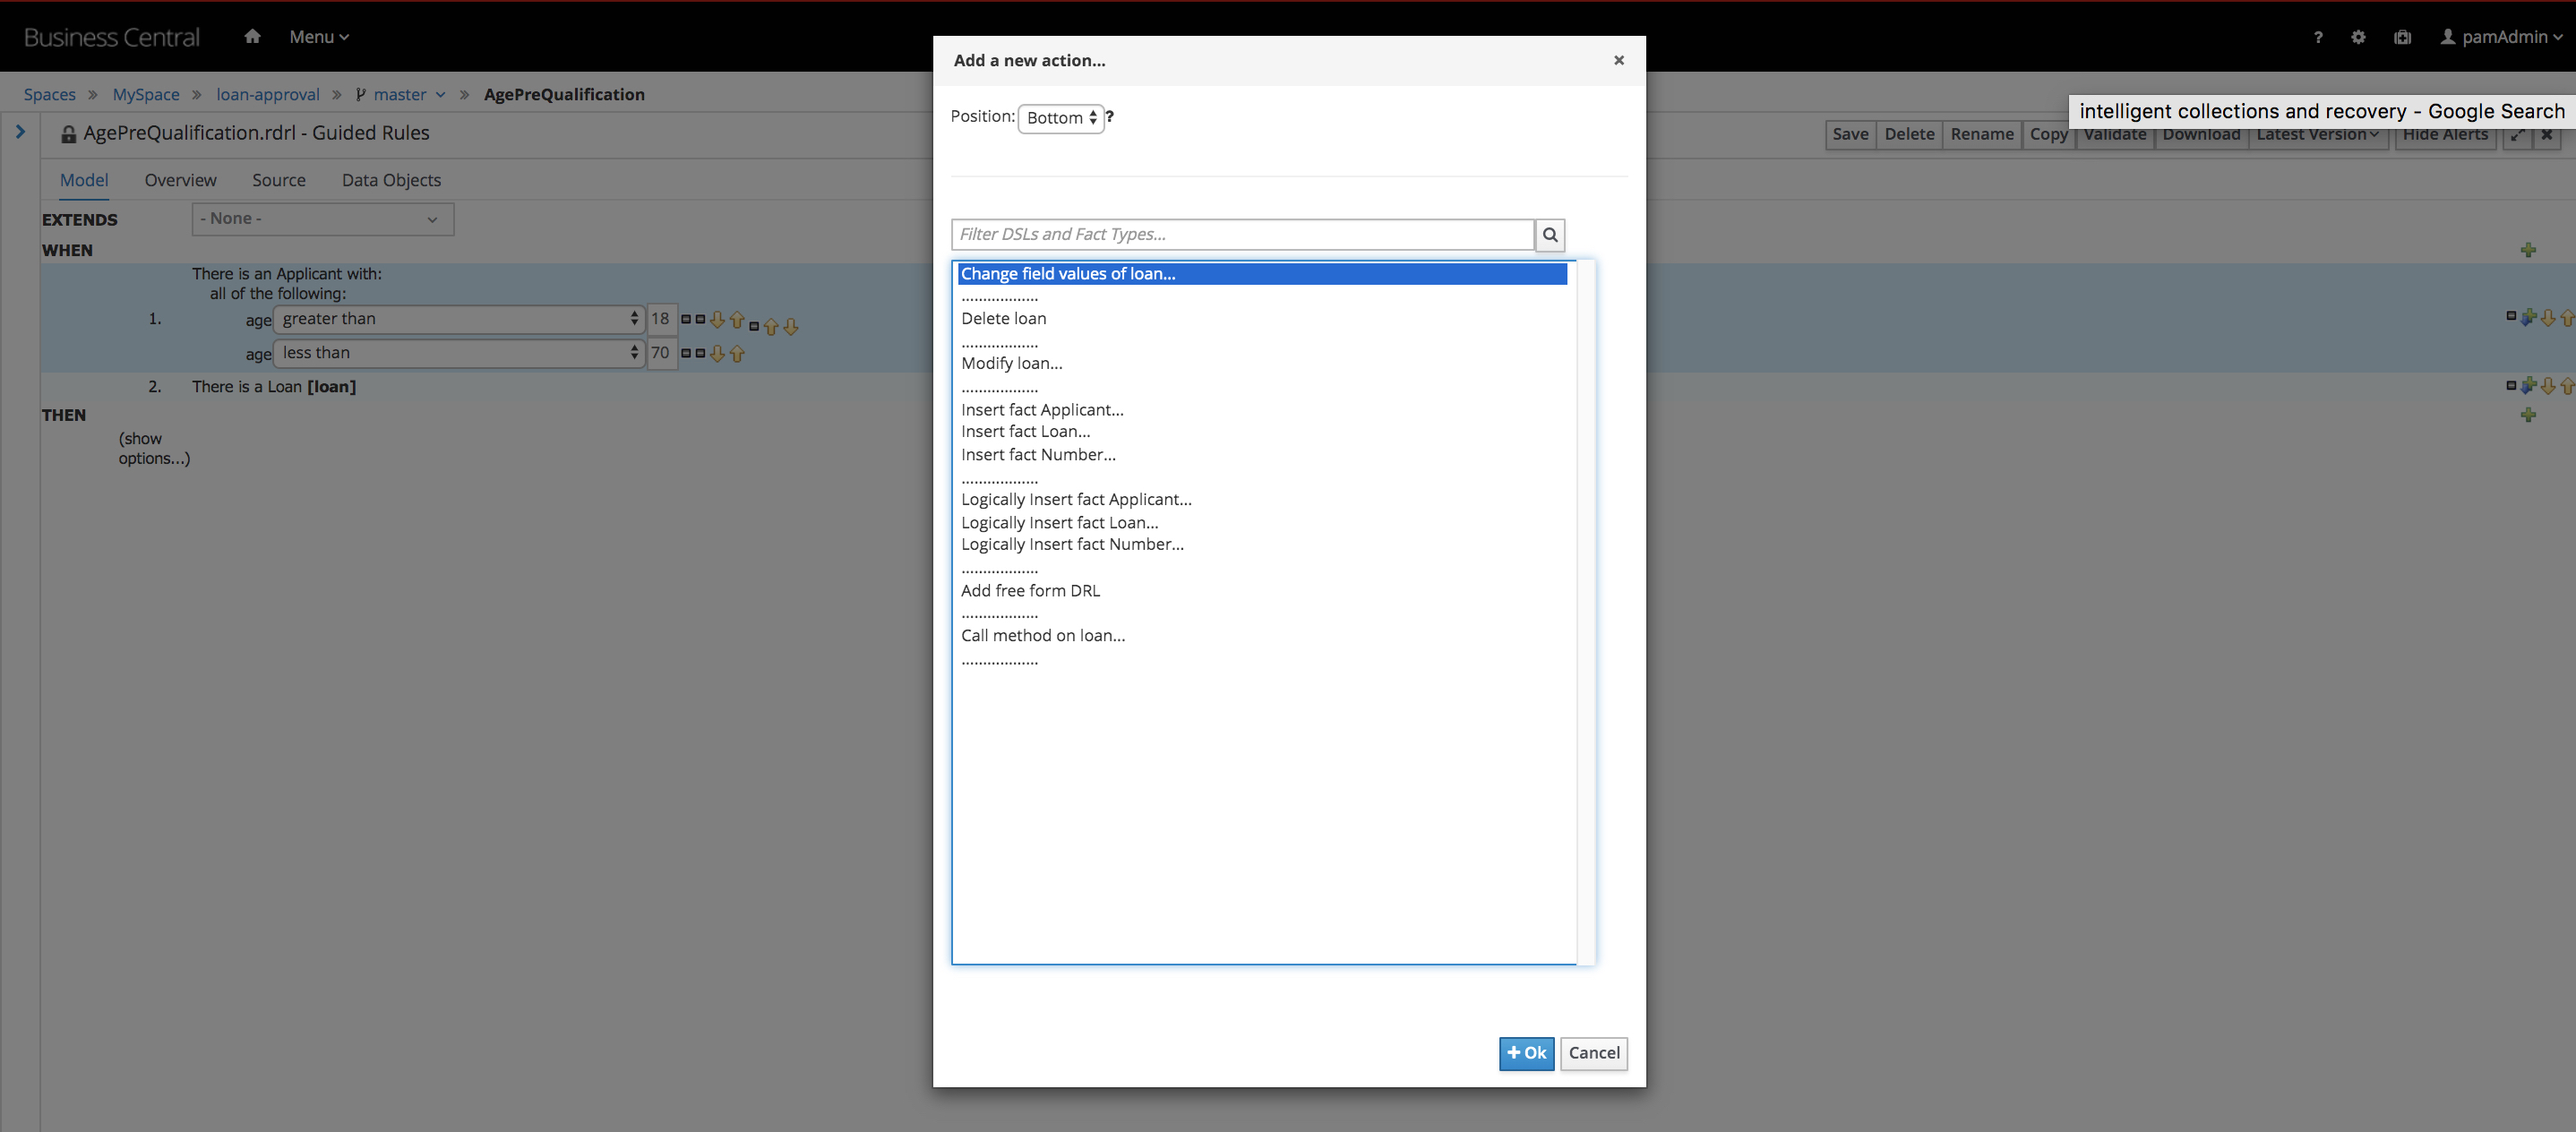 Business Central Menu ? pamAdmin
Add a new action... ×
Spaces » MySpace » loan-approval » master » AgePreQualification
Position: Bottom ?
intelligent collections and recovery - Google Search
AgePreQualification.rdrl - Guided Rules
Save Delete Rename Copy Validate Download Latest Version Hide Alerts
Model Overview Source Data Objects
EXTENDS - None -
Filter DSLs and Fact Types...
WHEN
There is an Applicant with:
all of the following:
1. age greater than 18
age less than 70
2. There is a Loan [loan]
THEN
(show
options...)
Change field values of loan...
..................
Delete loan
..................
Modify loan...
..................
Insert fact Applicant...
Insert fact Loan...
Insert fact Number...
..................
Logically Insert fact Applicant...
Logically Insert fact Loan...
Logically Insert fact Number...
..................
Add free form DRL
..................
Call method on loan...
..................
Ok Cancel